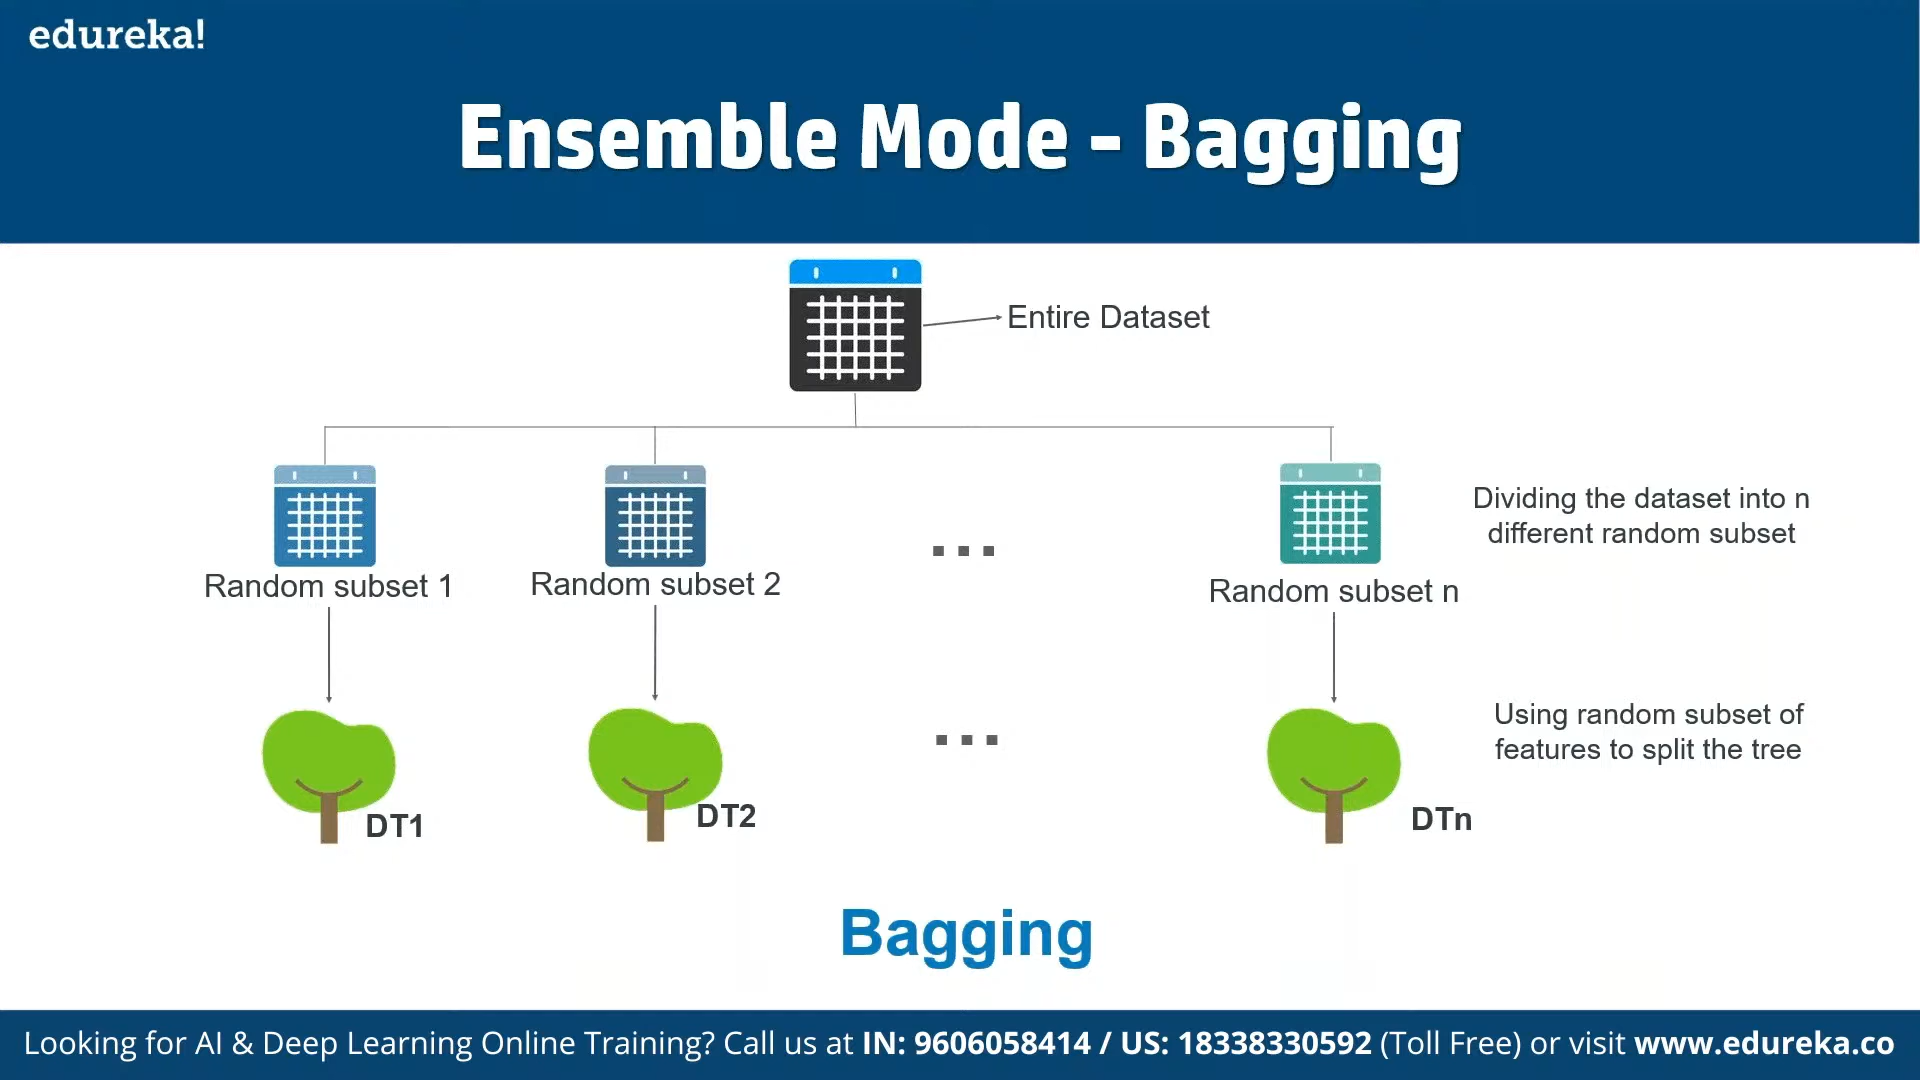 edureka!
Ensemble Mode - Bagging
Entire Dataset
Dividing the dataset into n
different random subset
Random subset 1
Random subset 2
...
Random subset n
Using random subset of
features to split the tree
...
DT1
DT2
DTn
Bagging
Looking for AI & Deep Learning Online Training? Call us at IN: 9606058414 / US: 18338330592 (Toll Free) or visit www.edureka.co